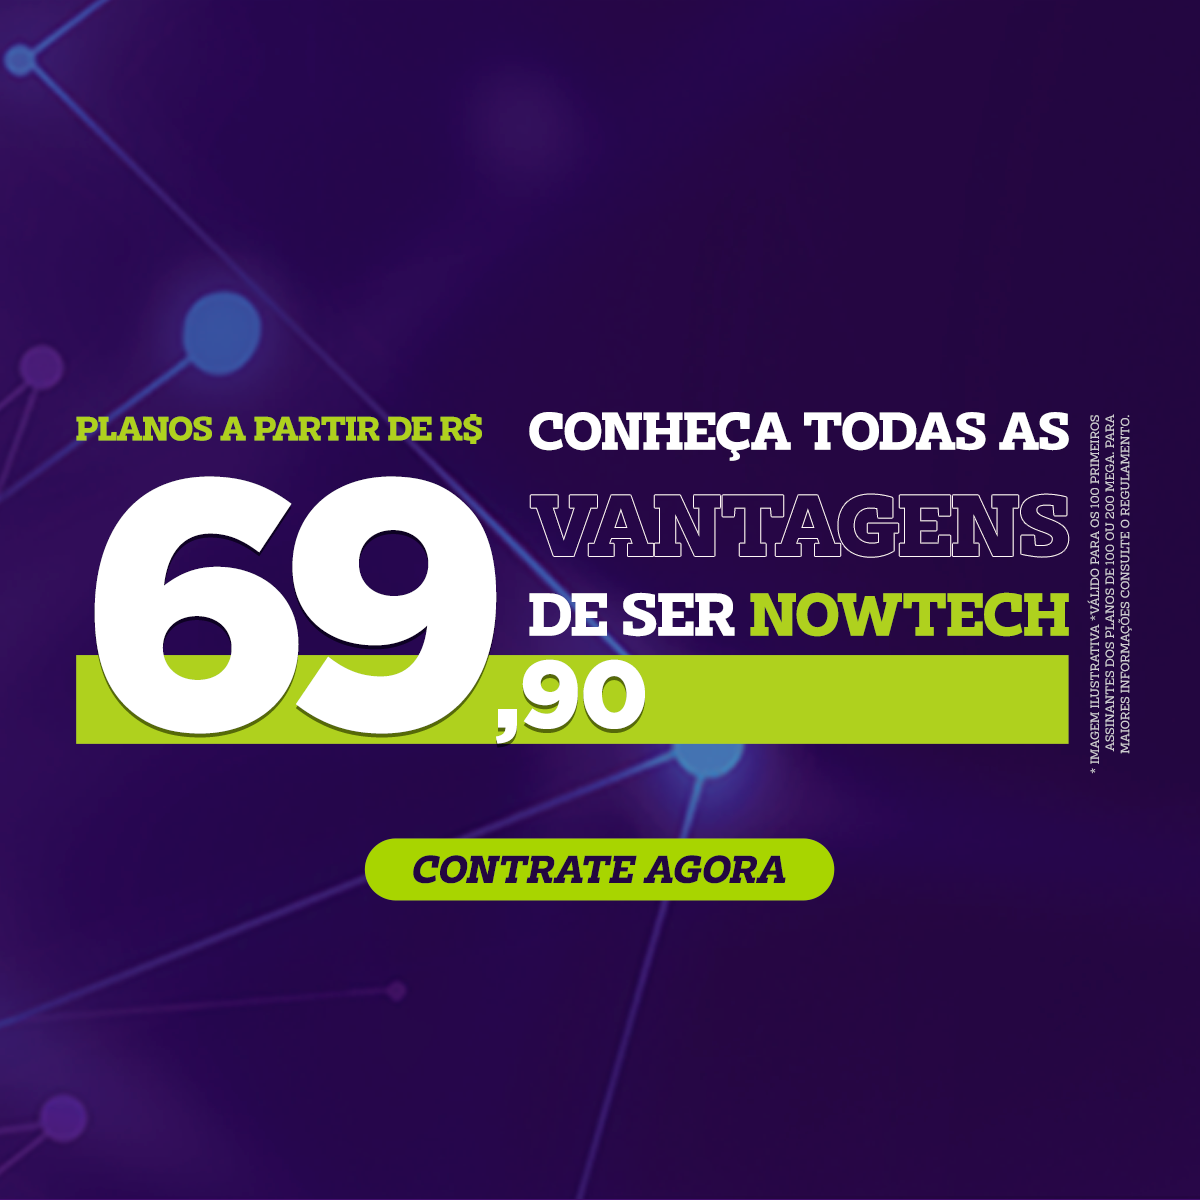 PLANOS A PARTIR DE R$
69,90
CONHEÇA TODAS AS
VANTAGENS
DE SER NOWTECH
CONTRATE AGORA
* IMAGEM ILUSTRATIVA *VÁLIDO PARA OS 100 PRIMEIROS
ASSINANTES DOS PLANOS DE 100 OU 200 MEGA. PARA
MAIORES INFORMAÇÕES CONSULTE O REGULAMENTO.